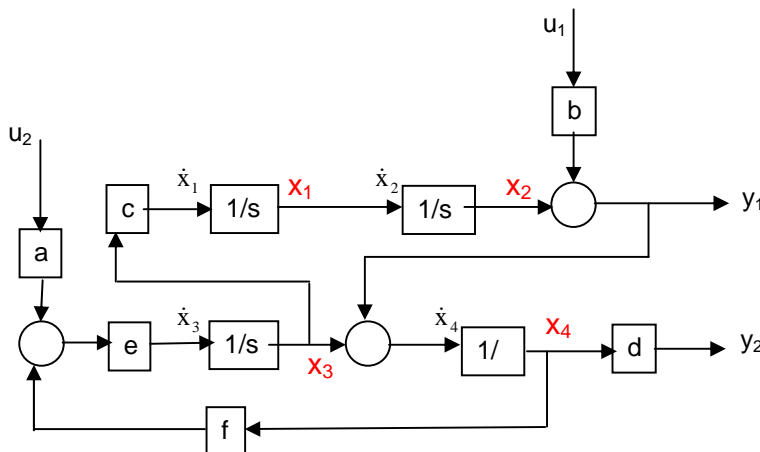 u₁
b
u₂
ẋ₁ x₁ ẋ₂ x₂
c 1/s 1/s y₁
a
ẋ₃ ẋ₄ x₄
e 1/s 1/ d y₂
x₃
f